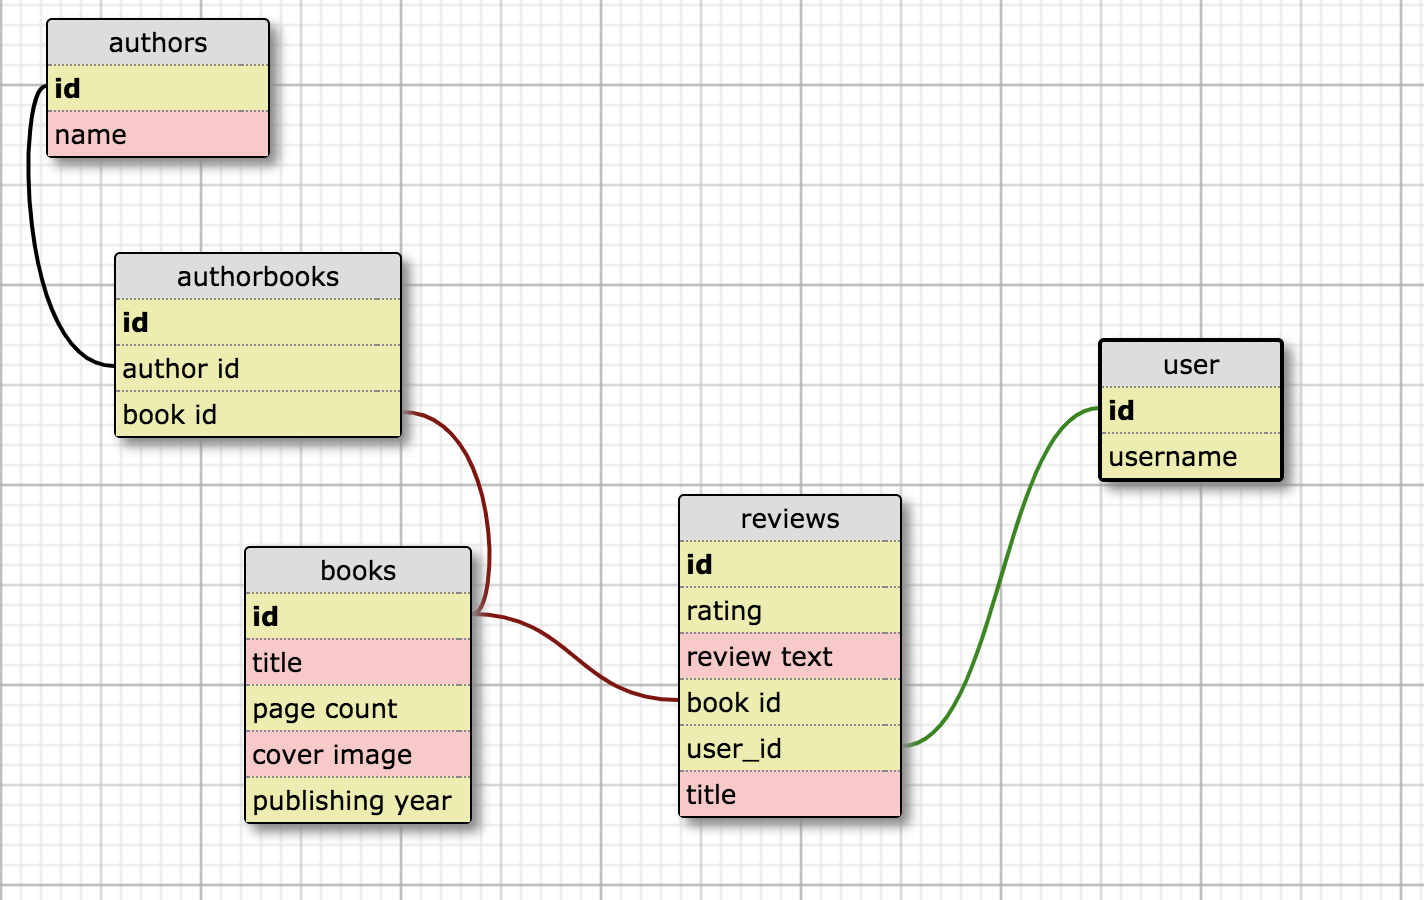 authors
id
name
authorbooks
id
author id
book id
user
id
username
reviews
id
rating
review text
book id
user_id
title
books
id
title
page count
cover image
publishing year